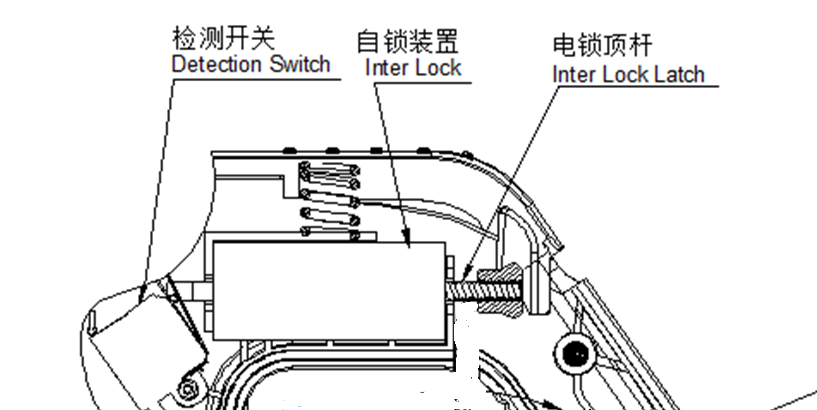 检测开关
Detection Switch
自锁装置
Inter Lock
电锁顶杆
Inter Lock Latch